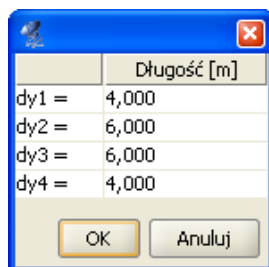 Długość [m]
dy1 = 4,000
dy2 = 6,000
dy3 = 6,000
dy4 = 4,000
OK Anuluj